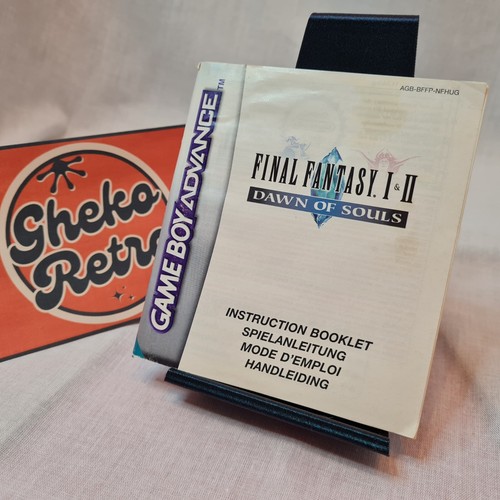 AGB-BFFP-NFHUG
GAME BOY ADVANCE™
FINAL FANTASY. I & II
DAWN OF SOULS
INSTRUCTION BOOKLET
SPIELANLEITUNG
MODE D'EMPLOI
HANDLEIDING
Gheko
Retro